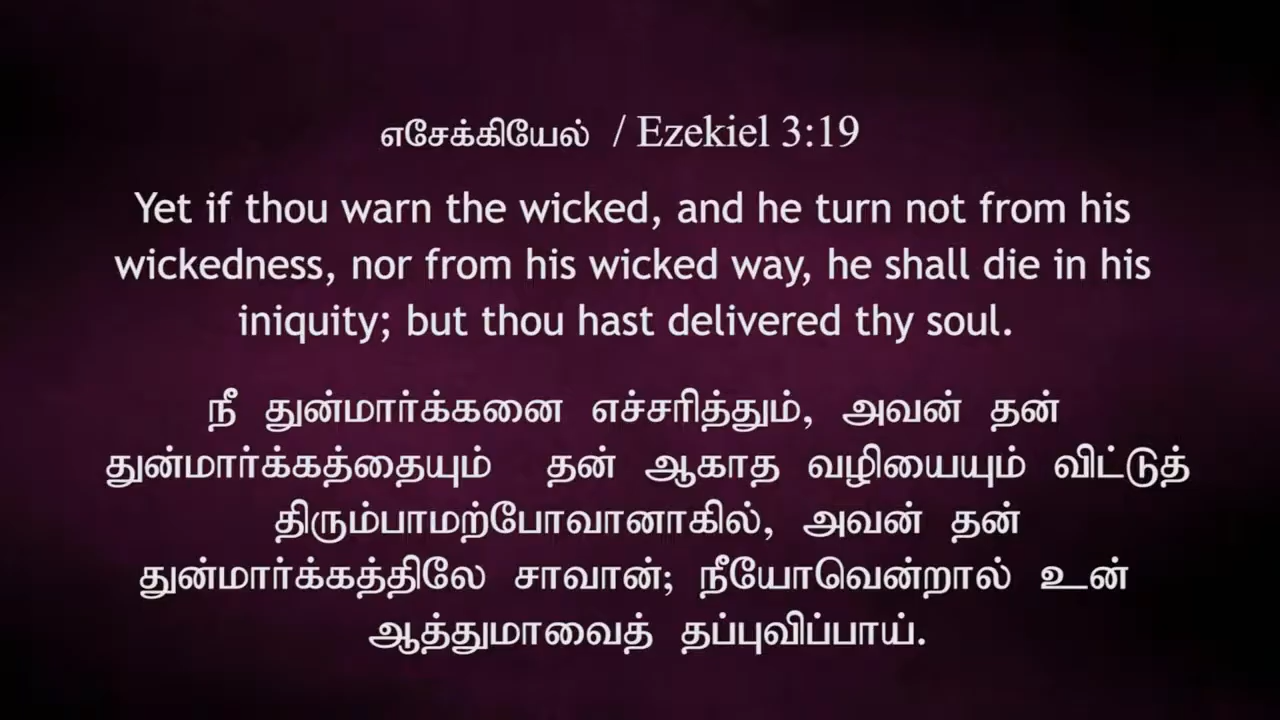 எசேக்கியேல் / Ezekiel 3:19
Yet if thou warn the wicked, and he turn not from his
wickedness, nor from his wicked way, he shall die in his
iniquity; but thou hast delivered thy soul.
நீ துன்மார்க்கனை எச்சரித்தும், அவன் தன்
துன்மார்க்கத்தையும் தன் ஆகாத வழியையும் விட்டுத்
திரும்பாமற்போவானாகில், அவன் தன்
துன்மார்க்கத்திலே சாவான்; நீயோவென்றால் உன்
ஆத்துமாவைத் தப்புவிப்பாய்.